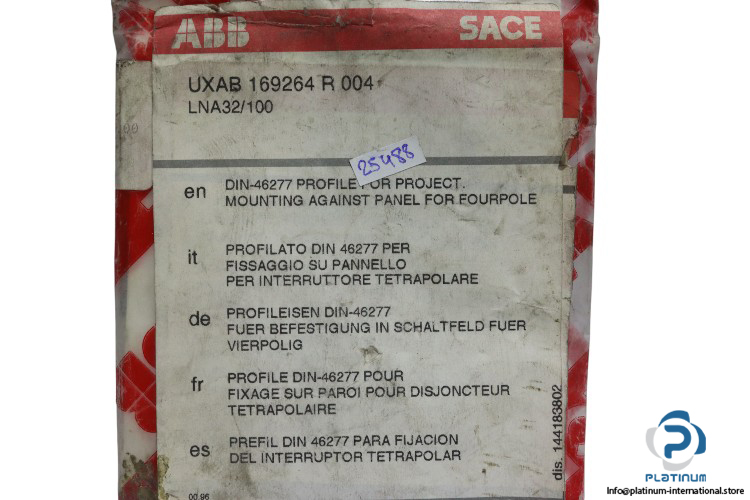 ABB
SACE
UXAB 169264 R 004
LNA32/100
25488
en
DIN-46277 PROFILE FOR PROJECT.
MOUNTING AGAINST PANEL FOR FOURPOLE
it
PROFILATO DIN 46277 PER
FISSAGGIO SU PANNELLO
PER INTERRUTTORE TETRAPOLARE
de
PROFILEISEN DIN-46277
FUER BEFESTIGUNG IN SCHALTFELD FUER
VIERPOLIG
fr
PROFILE DIN-46277 POUR
FIXAGE SUR PAROI POUR DISJONCTEUR
TETRAPOLAIRE
es
PREFIL DIN 46277 PARA FIJACION
DEL INTERRUPTOR TETRAPOLAR
dis. 144183802
00.96
PLATINUM
Info@platinum-international.store